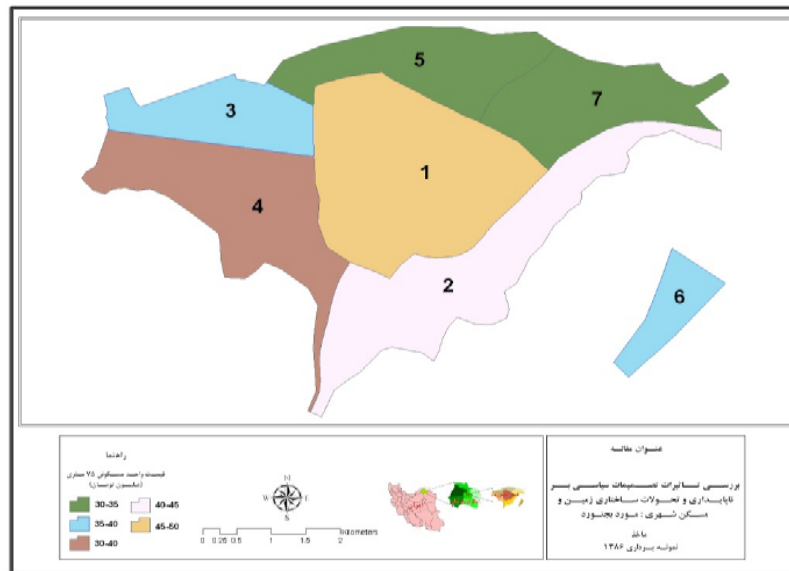 5
7
3
1
4
2
6
راهنما
قیمت واحد مسکونی ۷۵ متری
(میلیون تومان)
30-35
40-45
35-40
45-50
30-40
N
W E
S
0 0.25 0.5 1 1.5 2
Kilometers
عنوان مقاله
بررسی تاثیرات تصمیمات سیاسی بر
ناپایداری و تحولات ساختاری زمین و
مسکن شهری : مورد بجنورد
ماخذ
نمونه برداری ۱۳۸۶